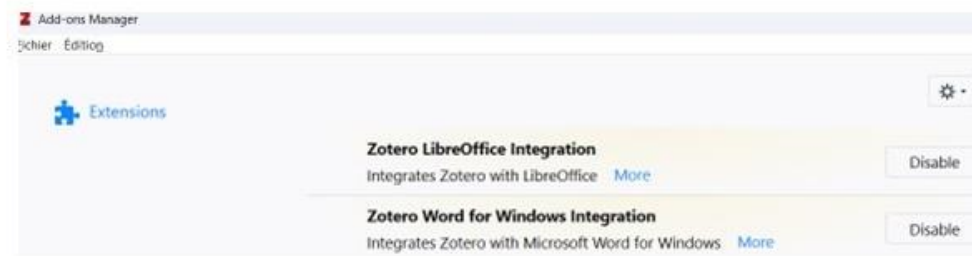 Z Add-ons Manager
Fichier Édition
Extensions
Zotero LibreOffice Integration
Integrates Zotero with LibreOffice More
Disable
Zotero Word for Windows Integration
Integrates Zotero with Microsoft Word for Windows More
Disable